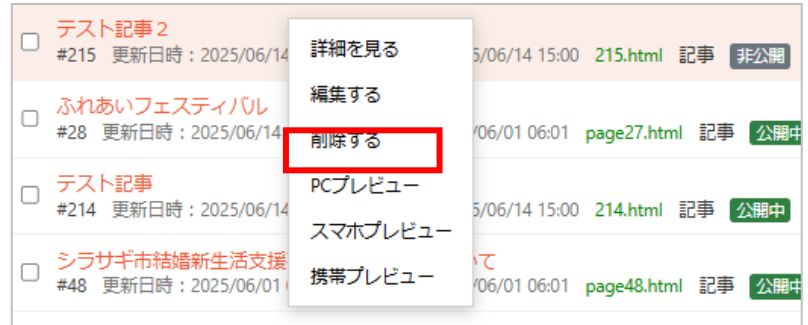 テスト記事２
#215 更新日時：2025/06/14 5/06/14 15:00 215.html 記事 非公開
ふれあいフェスティバル
#28 更新日時：2025/06/14 /06/01 06:01 page27.html 記事 公開中
テスト記事
#214 更新日時：2025/06/14 5/06/14 15:00 214.html 記事 公開中
シラサギ市結婚新生活支援 いて
#48 更新日時：2025/06/01 /06/01 06:01 page48.html 記事 公開中
詳細を見る
編集する
削除する
PCプレビュー
スマホプレビュー
携帯プレビュー